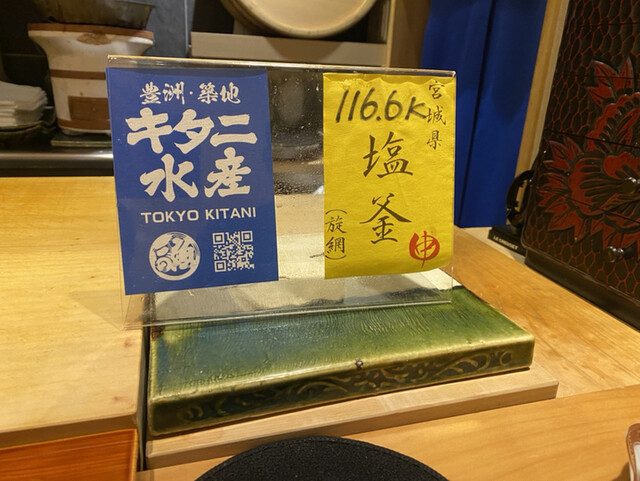 豊洲・築地
キタニ
水産
TOKYO KITANI
116.6K
宮城県
塩釜
(旋網)